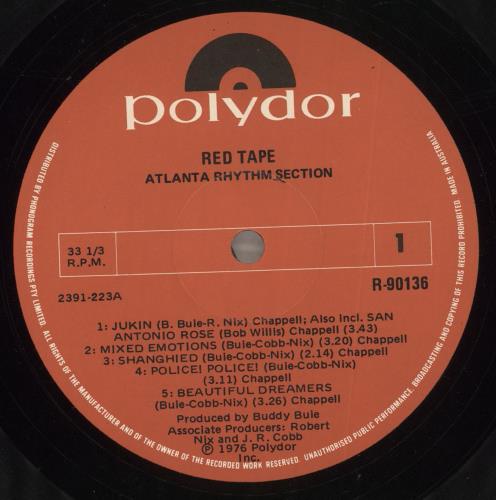 polydor
RED TAPE
ATLANTA RHYTHM SECTION
33 1/3
R.P.M.
1
2391-223A
R-90136
1: JUKIN (B. Buie-R. Nix) Chappell; Also Incl. SAN
ANTONIO ROSE (Bob Willis) Chappell (3.43)
2: MIXED EMOTIONS (Buie-Cobb-Nix) (3.20) Chappell
3: SHANGHIED (Buie-Cobb-Nix) (2.14) Chappell
4: POLICE! POLICE! (Buie-Cobb-Nix)
(3.11) Chappell
5: BEAUTIFUL DREAMERS
(Buie-Cobb-Nix) (3.26) Chappell
Produced by Buddy Buie
Associate Producers: Robert
Nix and J. R. Cobb
℗ 1976 Polydor
Inc.
DISTRIBUTED BY PHONOGRAM RECORDINGS PTY LIMITED. ALL RIGHTS OF THE MANUFACTURER AND OF THE OWNER OF THE RECORDED WORK RESERVED. UNAUTHORISED PUBLIC PERFORMANCE, BROADCASTING AND COPYING OF THIS RECORD PROHIBITED. MADE IN AUSTRALIA